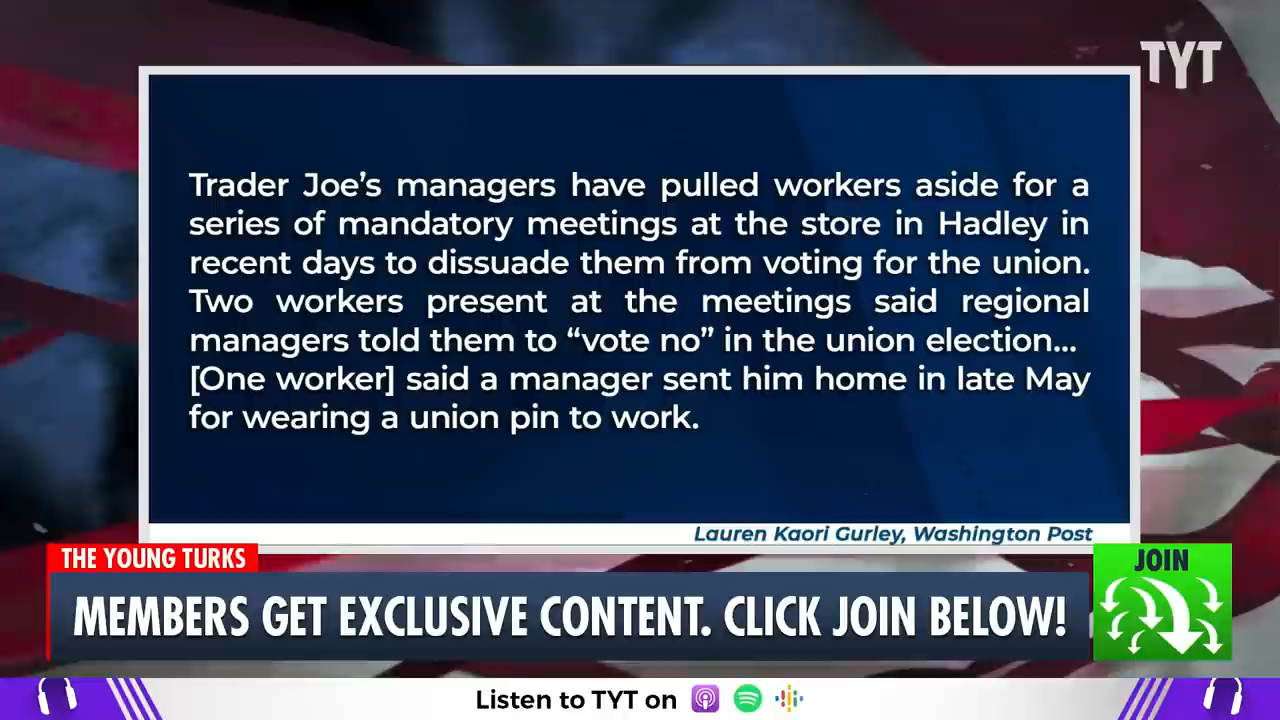 TYT
Trader Joe’s managers have pulled workers aside for a
series of mandatory meetings at the store in Hadley in
recent days to dissuade them from voting for the union.
Two workers present at the meetings said regional
managers told them to “vote no” in the union election...
[One worker] said a manager sent him home in late May
for wearing a union pin to work.
Lauren Kaori Gurley, Washington Post
THE YOUNG TURKS
MEMBERS GET EXCLUSIVE CONTENT. CLICK JOIN BELOW!
JOIN
Listen to TYT on